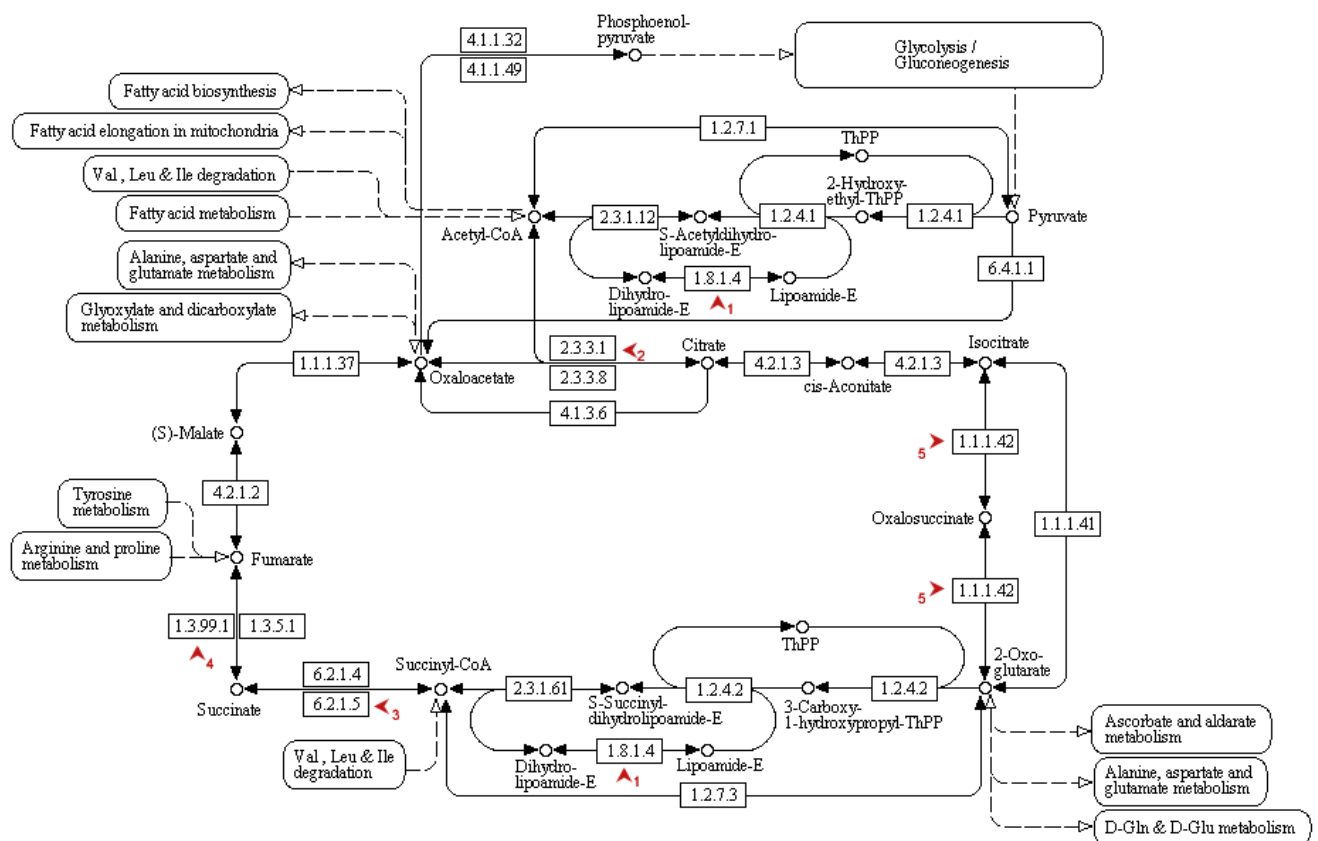 Phosphoenol-
pyruvate
4.1.1.32
4.1.1.49
Glycolysis /
Gluconeogenesis
Fatty acid biosynthesis
Fatty acid elongation in mitochondria
Val , Leu & Ile degradation
Fatty acid metabolism
1.2.7.1
ThPP
2-Hydroxy-
ethyl-ThPP
Acetyl-CoA
2.3.1.12
S-Acetyldihydro-
lipoamide-E
1.2.4.1
1.2.4.1
Pyruvate
Alanine, aspartate and
glutamate metabolism
Glyoxylate and dicarboxylate
metabolism
Dihydro-
lipoamide-E
1.8.1.4
1
Lipoamide-E
6.4.1.1
1.1.1.37
Oxaloacetate
2.3.3.1
2
2.3.3.8
4.1.3.6
Citrate
4.2.1.3
cis-Aconitate
4.2.1.3
Isocitrate
(S)-Malate
4.2.1.2
5
1.1.1.42
Oxalosuccinate
1.1.1.41
5
1.1.1.42
Tyrosine
metabolism
Arginine and proline
metabolism
Fumarate
1.3.99.1
1.3.5.1
4
Succinate
6.2.1.4
6.2.1.5
3
Succinyl-CoA
2.3.1.61
S-Succinyl-
dihydrolipoamide-E
ThPP
1.2.4.2
3-Carboxy-
1-hydroxypropyl-ThPP
1.2.4.2
2-Oxo-
glutarate
Val , Leu & Ile
degradation
Dihydro-
lipoamide-E
1.8.1.4
1
Lipoamide-E
1.2.7.3
Ascorbate and aldarate
metabolism
Alanine, aspartate and
glutamate metabolism
D-Gln & D-Glu metabolism